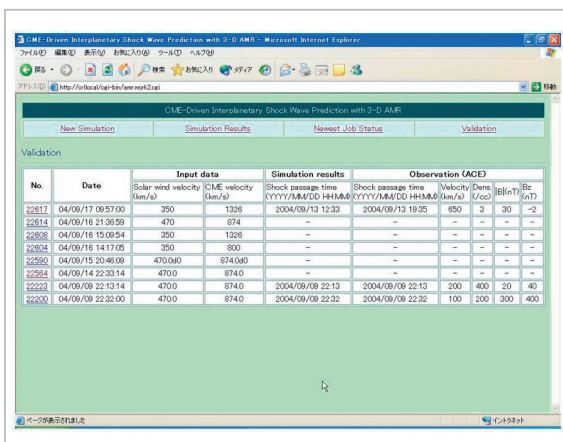 CME-Driven Interplanetary Shock Wave Prediction with 3-D AMR - Microsoft Internet Explorer
ファイル(F) 編集(E) 表示(V) お気に入り(A) ツール(T) ヘルプ(H)
戻る 検索 お気に入り メディア
アドレス(D) http://crllocal/cgi-bin/amr.work2.cgi 移動
CME-Driven Interplanetary Shock Wave Prediction with 3-D AMR
New Simulation Simulation Results Newest Job Status Validation
Validation
Input data Simulation results Observation (ACE)
No. Date Solar wind velocity (km/s) CME velocity (km/s) Shock passage time (YYYY/MM/DD HH:MM) Shock passage time (YYYY/MM/DD HH:MM) Velocity (km/s) Dens. (/cc) |B|(nT) Bz (nT)
22617 04/09/17 09:57:00 350 1326 2004/09/13 12:33 2004/09/13 19:35 650 3 30 -2
22614 04/09/16 21:36:59 470 874 - - - - - -
22608 04/09/16 15:09:54 350 1326 - - - - - -
22604 04/09/16 14:17:05 350 800 - - - - - -
22590 04/09/15 20:46:09 470.0d0 874.0d0 - - - - - -
22564 04/09/14 22:33:14 470.0 874.0 - - - - - -
22223 04/09/09 22:13:14 470.0 874.0 2004/09/09 22:13 2004/09/09 22:13 200 400 20 40
22200 04/09/09 22:32:00 470.0 874.0 2004/09/09 22:32 2004/09/09 22:32 100 200 300 400
ページが表示されました イントラネット